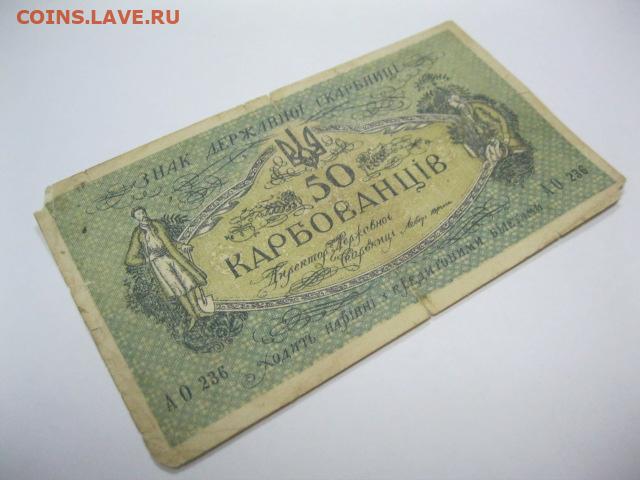 COINS.LAVE.RU
ЗНАК ДЕРЖАВНОЇ СКАРБНИЦІ
50
КАРБОВАНЦІВ
Директор Державної
Скарбниці
ХОДИТЬ НАРІВНІ З КРЕДИТОВИМИ БІЛЕТАМИ
АО 236
АО 236